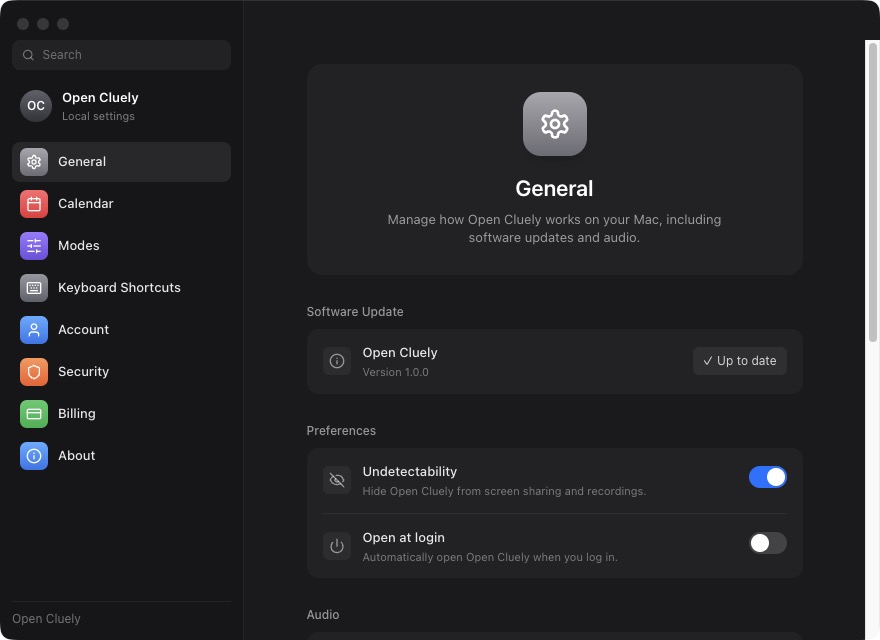 Search
OC
Open Cluely
Local settings
General
Calendar
Modes
Keyboard Shortcuts
Account
Security
Billing
About
Open Cluely
General
Manage how Open Cluely works on your Mac, including
software updates and audio.
Software Update
Open Cluely
Version 1.0.0
✓ Up to date
Preferences
Undetectability
Hide Open Cluely from screen sharing and recordings.
Open at login
Automatically open Open Cluely when you log in.
Audio